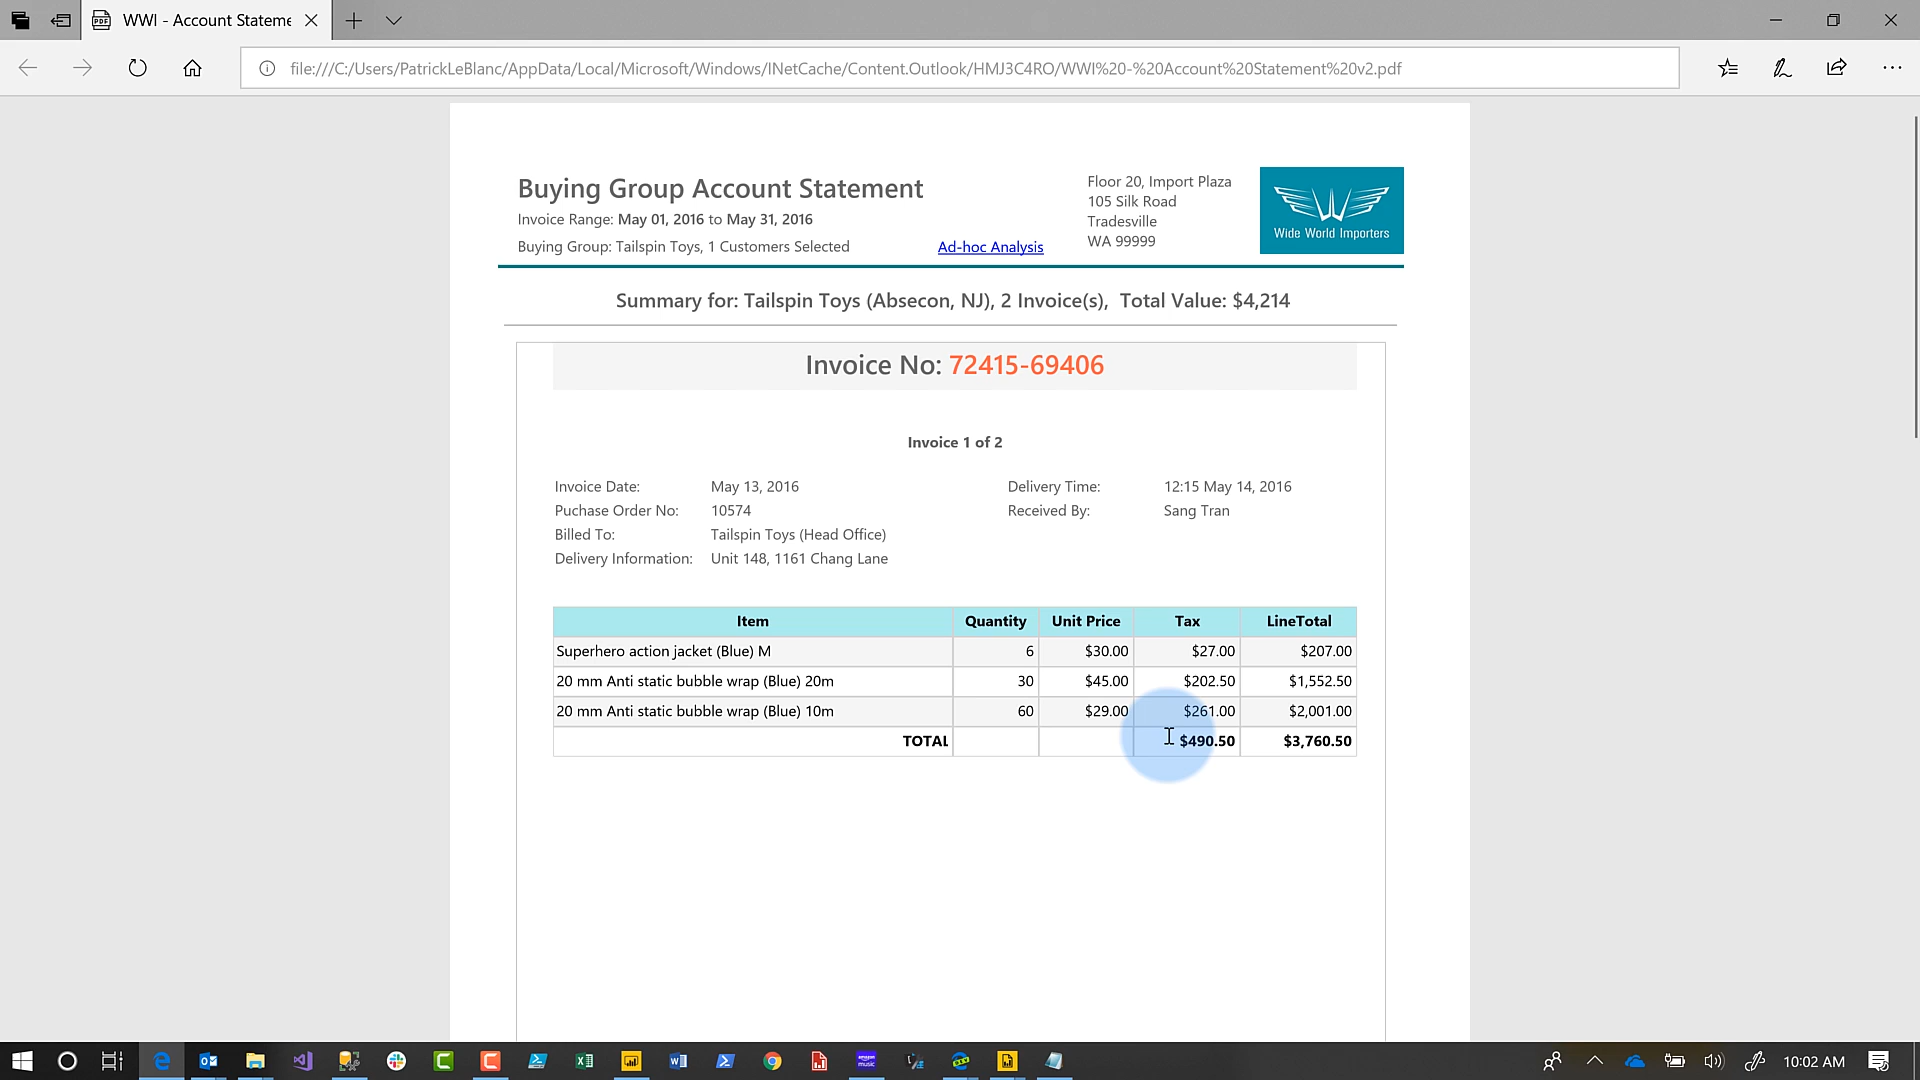 WWI - Account Stateme
file:///C:/Users/PatrickLeBlanc/AppData/Local/Microsoft/Windows/INetCache/Content.Outlook/HMJ3C4RO/WWI%20-%20Account%20Statement%20v2.pdf
Buying Group Account Statement
Invoice Range: May 01, 2016 to May 31, 2016
Buying Group: Tailspin Toys, 1 Customers Selected
Ad-hoc Analysis
Floor 20, Import Plaza
105 Silk Road
Tradesville
WA 99999
Wide World Importers
Summary for: Tailspin Toys (Absecon, NJ), 2 Invoice(s), Total Value: $4,214
Invoice No: 72415-69406
Invoice 1 of 2
Invoice Date: May 13, 2016 Delivery Time: 12:15 May 14, 2016
Puchase Order No: 10574 Received By: Sang Tran
Billed To: Tailspin Toys (Head Office)
Delivery Information: Unit 148, 1161 Chang Lane
Item Quantity Unit Price Tax LineTotal
Superhero action jacket (Blue) M 6 $30.00 $27.00 $207.00
20 mm Anti static bubble wrap (Blue) 20m 30 $45.00 $202.50 $1,552.50
20 mm Anti static bubble wrap (Blue) 10m 60 $29.00 $261.00 $2,001.00
TOTAL $490.50 $3,760.50
10:02 AM